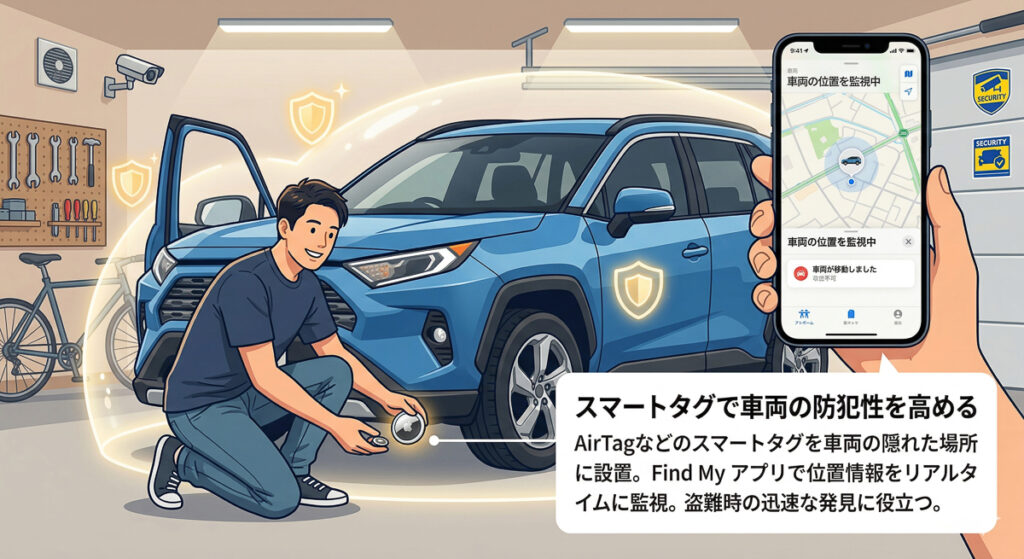 9:41
車両の位置を監視中
車両の位置を監視中
車両が移動しました
SECURITY
SECURITY
スマートタグで車両の防犯性を高める
AirTagなどのスマートタグを車両の隠れた場所
に設置。Find My アプリで位置情報をリアルタ
イムに監視。盗難時の迅速な発見に役立つ。